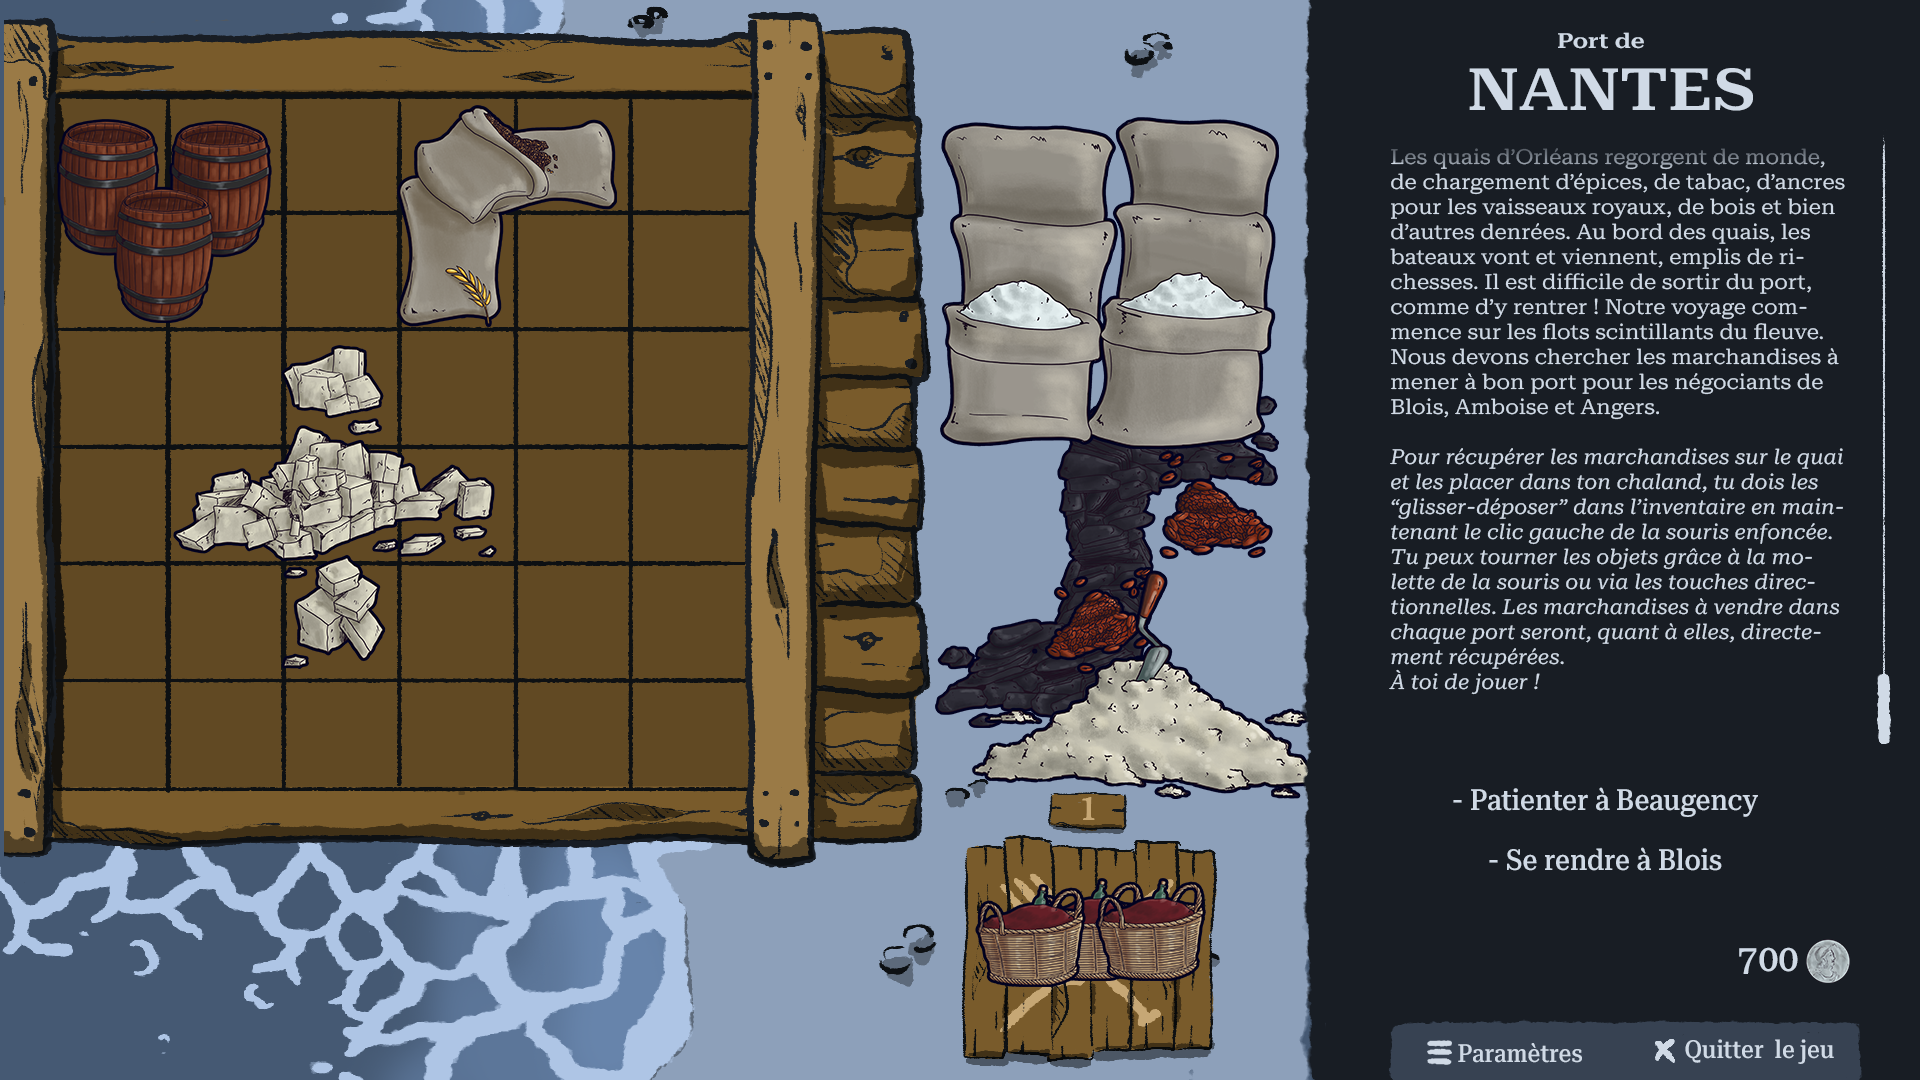 Port de
NANTES
Les quais d’Orléans regorgent de monde,
de chargement d’épices, de tabac, d’ancres
pour les vaisseaux royaux, de bois et bien
d’autres denrées. Au bord des quais, les
bateaux vont et viennent, emplis de ri-
chesses. Il est difficile de sortir du port,
comme d’y rentrer ! Notre voyage com-
mence sur les flots scintillants du fleuve.
Nous devons chercher les marchandises à
mener à bon port pour les négociants de
Blois, Amboise et Angers.
Pour récupérer les marchandises sur le quai
et les placer dans ton chaland, tu dois les
“glisser-déposer” dans l’inventaire en main-
tenant le clic gauche de la souris enfoncée.
Tu peux tourner les objets grâce à la mo-
lette de la souris ou via les touches direc-
tionnelles. Les marchandises à vendre dans
chaque port seront, quant à elles, directe-
ment récupérées.
À toi de jouer !
- Patienter à Beaugency
- Se rendre à Blois
1
700
Paramètres
Quitter le jeu